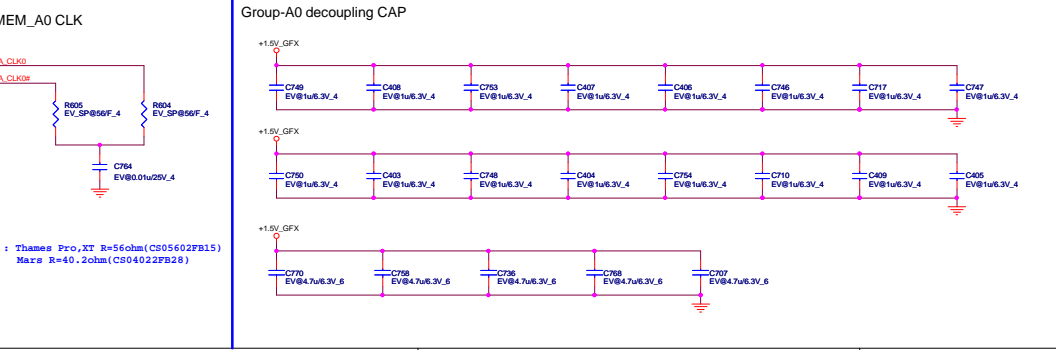 MEM_A0 CLK
A_CLK0
A_CLK0#
R605
EV_SP@56/F_4
R604
EV_SP@56/F_4
C764
EV@0.01u/25V_4
: Thames Pro,XT R=56ohm(CS05602FB15)
Mars R=40.2ohm(CS04022FB28)
Group-A0 decoupling CAP
+1.5V_GFX
C749
EV@1u/6.3V_4
C408
EV@1u/6.3V_4
C753
EV@1u/6.3V_4
C407
EV@1u/6.3V_4
C406
EV@1u/6.3V_4
C746
EV@1u/6.3V_4
C717
EV@1u/6.3V_4
C747
EV@1u/6.3V_4
+1.5V_GFX
C750
EV@1u/6.3V_4
C403
EV@1u/6.3V_4
C748
EV@1u/6.3V_4
C404
EV@1u/6.3V_4
C754
EV@1u/6.3V_4
C710
EV@1u/6.3V_4
C409
EV@1u/6.3V_4
C405
EV@1u/6.3V_4
+1.5V_GFX
C770
EV@4.7u/6.3V_6
C758
EV@4.7u/6.3V_6
C736
EV@4.7u/6.3V_6
C768
EV@4.7u/6.3V_6
C707
EV@4.7u/6.3V_6